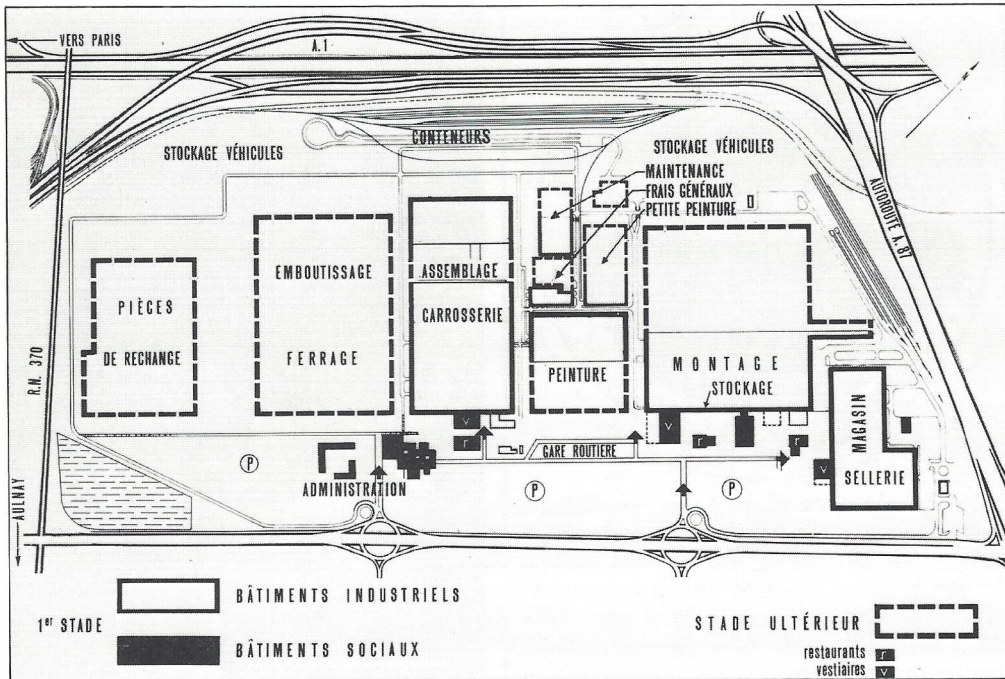 VERS PARIS
A.1
CONTENEURS
STOCKAGE VÉHICULES
STOCKAGE VÉHICULES
MAINTENANCE
FRAIS GÉNÉRAUX
PETITE PEINTURE
AUTOROUTE A.87
EMBOUTISSAGE
FERRAGE
ASSEMBLAGE
CARROSSERIE
PIÈCES
DE RECHANGE
PEINTURE
MONTAGE
STOCKAGE
R.N. 370
MAGASIN
SELLERIE
V
r
V
r
V
GARE ROUTIÈRE
P
ADMINISTRATION
P
P
AULNAY
1er STADE
BÂTIMENTS INDUSTRIELS
BÂTIMENTS SOCIAUX
STADE ULTÉRIEUR
restaurants r
vestiaires v